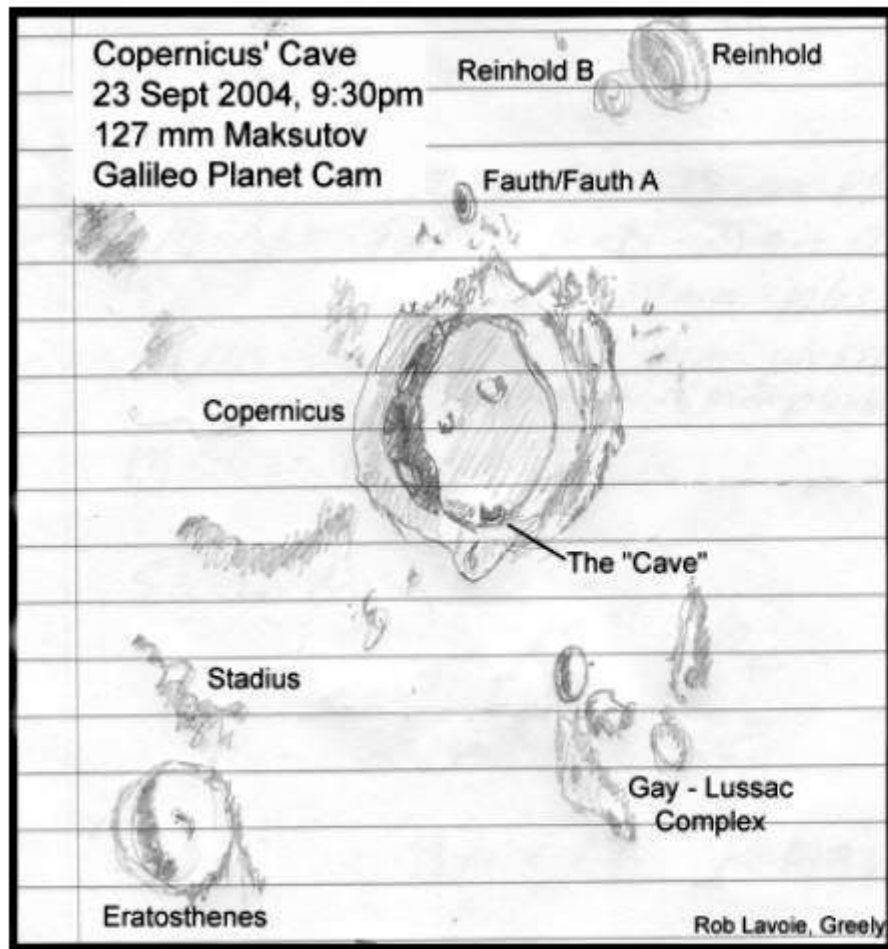 Copernicus' Cave
23 Sept 2004, 9:30pm
127 mm Maksutov
Galileo Planet Cam
Reinhold B
Reinhold
Fauth/Fauth A
Copernicus
The "Cave"
Stadius
Gay - Lussac
Complex
Eratosthenes
Rob Lavoie, Greely